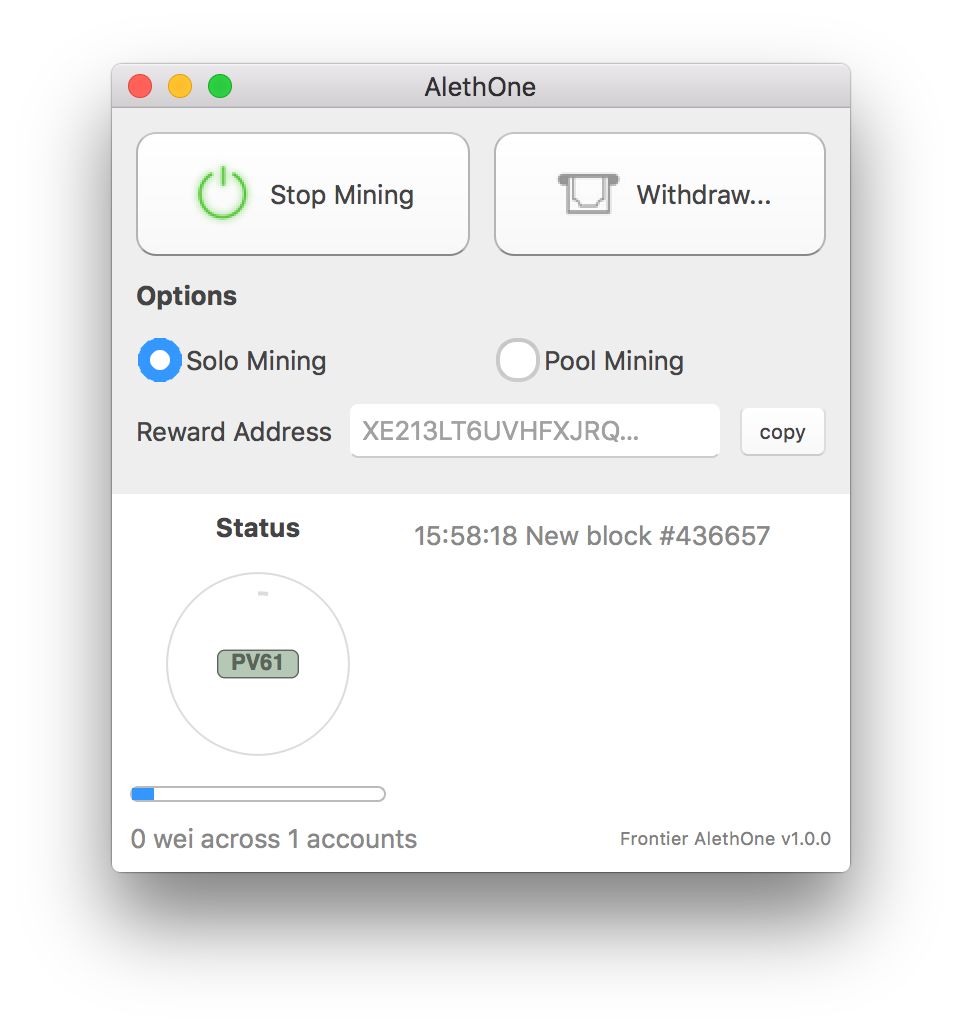 AlethOne
Stop Mining
Withdraw...
Options
Solo Mining
Pool Mining
Reward Address
XE213LT6UVHFXJRQ...
copy
Status
15:58:18 New block #436657
PV61
0 wei across 1 accounts
Frontier AlethOne v1.0.0